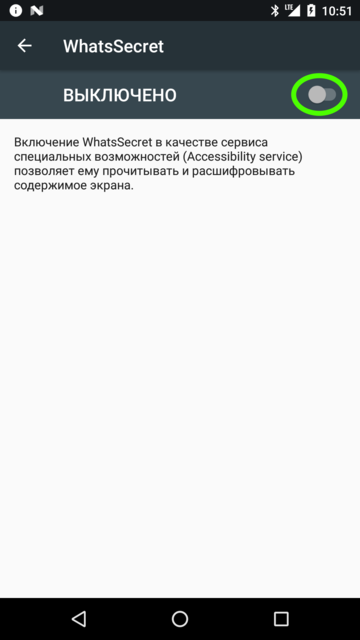 LTE 10:51
WhatsSecret
ВЫКЛЮЧЕНО
Включение WhatsSecret в качестве сервиса
специальных возможностей (Accessibility service)
позволяет ему прочитывать и расшифровывать
содержимое экрана.